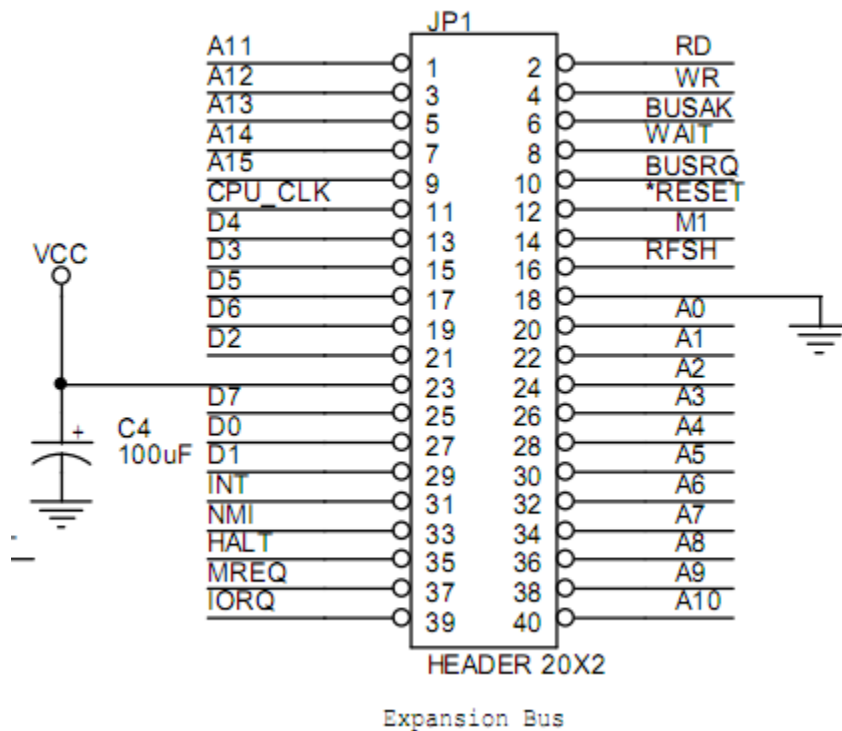 JP1
A11 1 2 RD
A12 3 4 WR
A13 5 6 BUSAK
A14 7 8 WAIT
A15 9 10 BUSRQ
CPU_CLK 11 12 *RESET
D4 13 14 M1
D3 15 16 RFSH
VCC
D5 17 18
D6 19 20 A0
D2 21 22 A1
23 24 A2
D7 25 26 A3
C4 + D0 27 28 A4
100uF D1 29 30 A5
INT 31 32 A6
NMI 33 34 A7
HALT 35 36 A8
MREQ 37 38 A9
IORQ 39 40 A10
HEADER 20X2
Expansion Bus